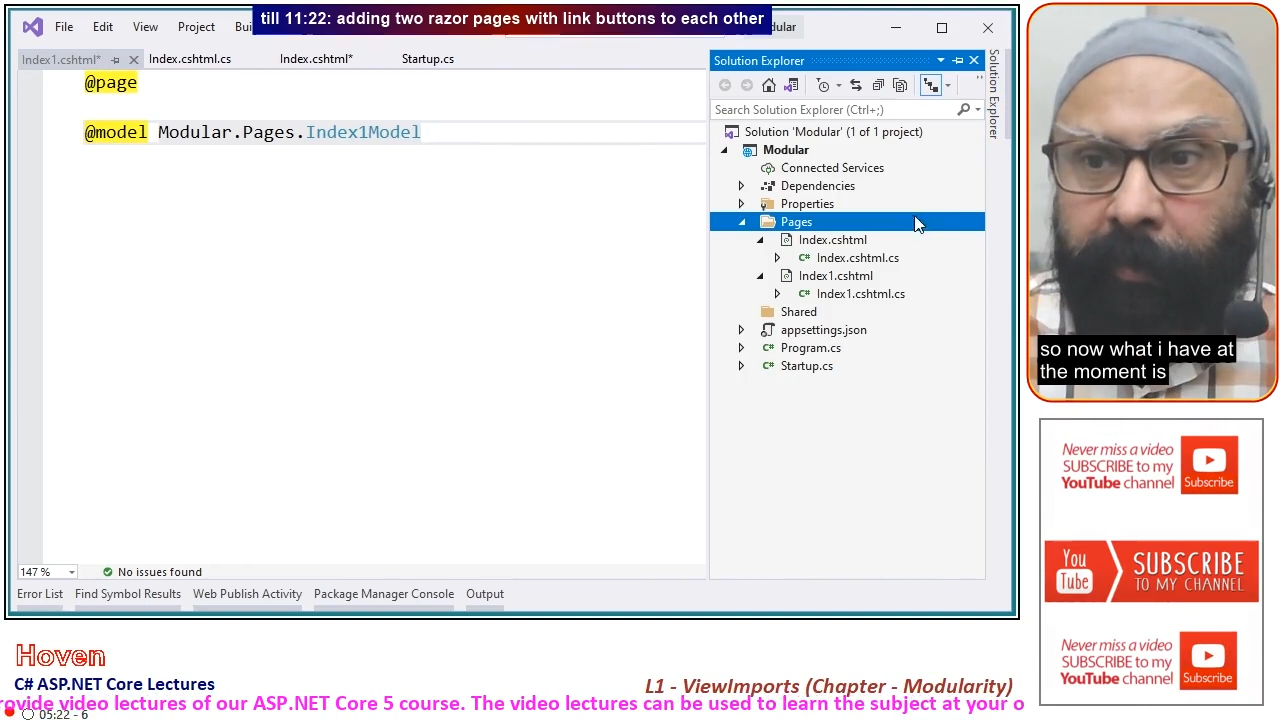 till 11:22: adding two razor pages with link buttons to each other
File Edit View Project Bui
dular
Index1.cshtml* Index.cshtml.cs Index.cshtml* Startup.cs
@page
@model Modular.Pages.Index1Model
Solution Explorer
Search Solution Explorer (Ctrl+;)
Solution 'Modular' (1 of 1 project)
Modular
Connected Services
Dependencies
Properties
Pages
Index.cshtml
C# Index.cshtml.cs
Index1.cshtml
C# Index1.cshtml.cs
Shared
appsettings.json
C# Program.cs
C# Startup.cs
Solution Explorer
147 % No issues found
Error List Find Symbol Results Web Publish Activity Package Manager Console Output
so now what i have at
the moment is
Never miss a video
SUBSCRIBE to my
YouTube channel
Subscribe
You
Tube
SUBSCRIBE
TO MY CHANNEL
Never miss a video
SUBSCRIBE to my
YouTube channel
Subscribe
Hoven
C# ASP.NET Core Lectures
L1 - ViewImports (Chapter - Modularity)
rovide video lectures of our ASP.NET Core 5 course. The video lectures can be used to learn the subject at your o
05:22 - 6